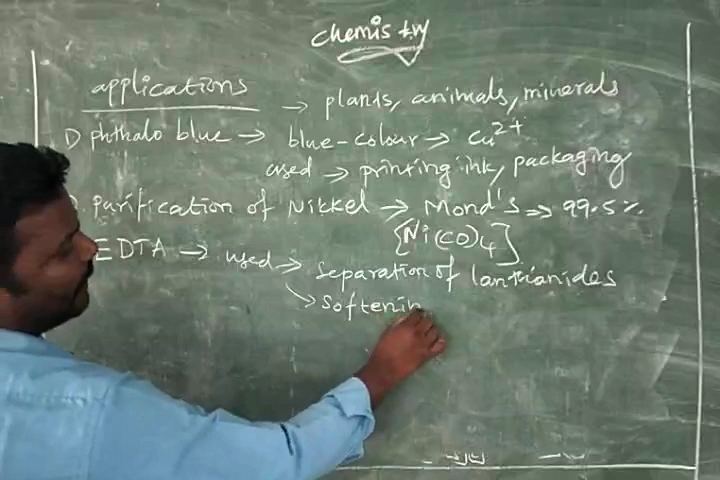 chemistry
applications → plants, animals, minerals
1) phthalo blue → blue-colour → Cu2+
used → printing ink, packaging
purification of Nikkel → Mond's ⇒ 99.5%
[Ni(CO)4]
EDTA → used → separation of lanthanides
→ softenin